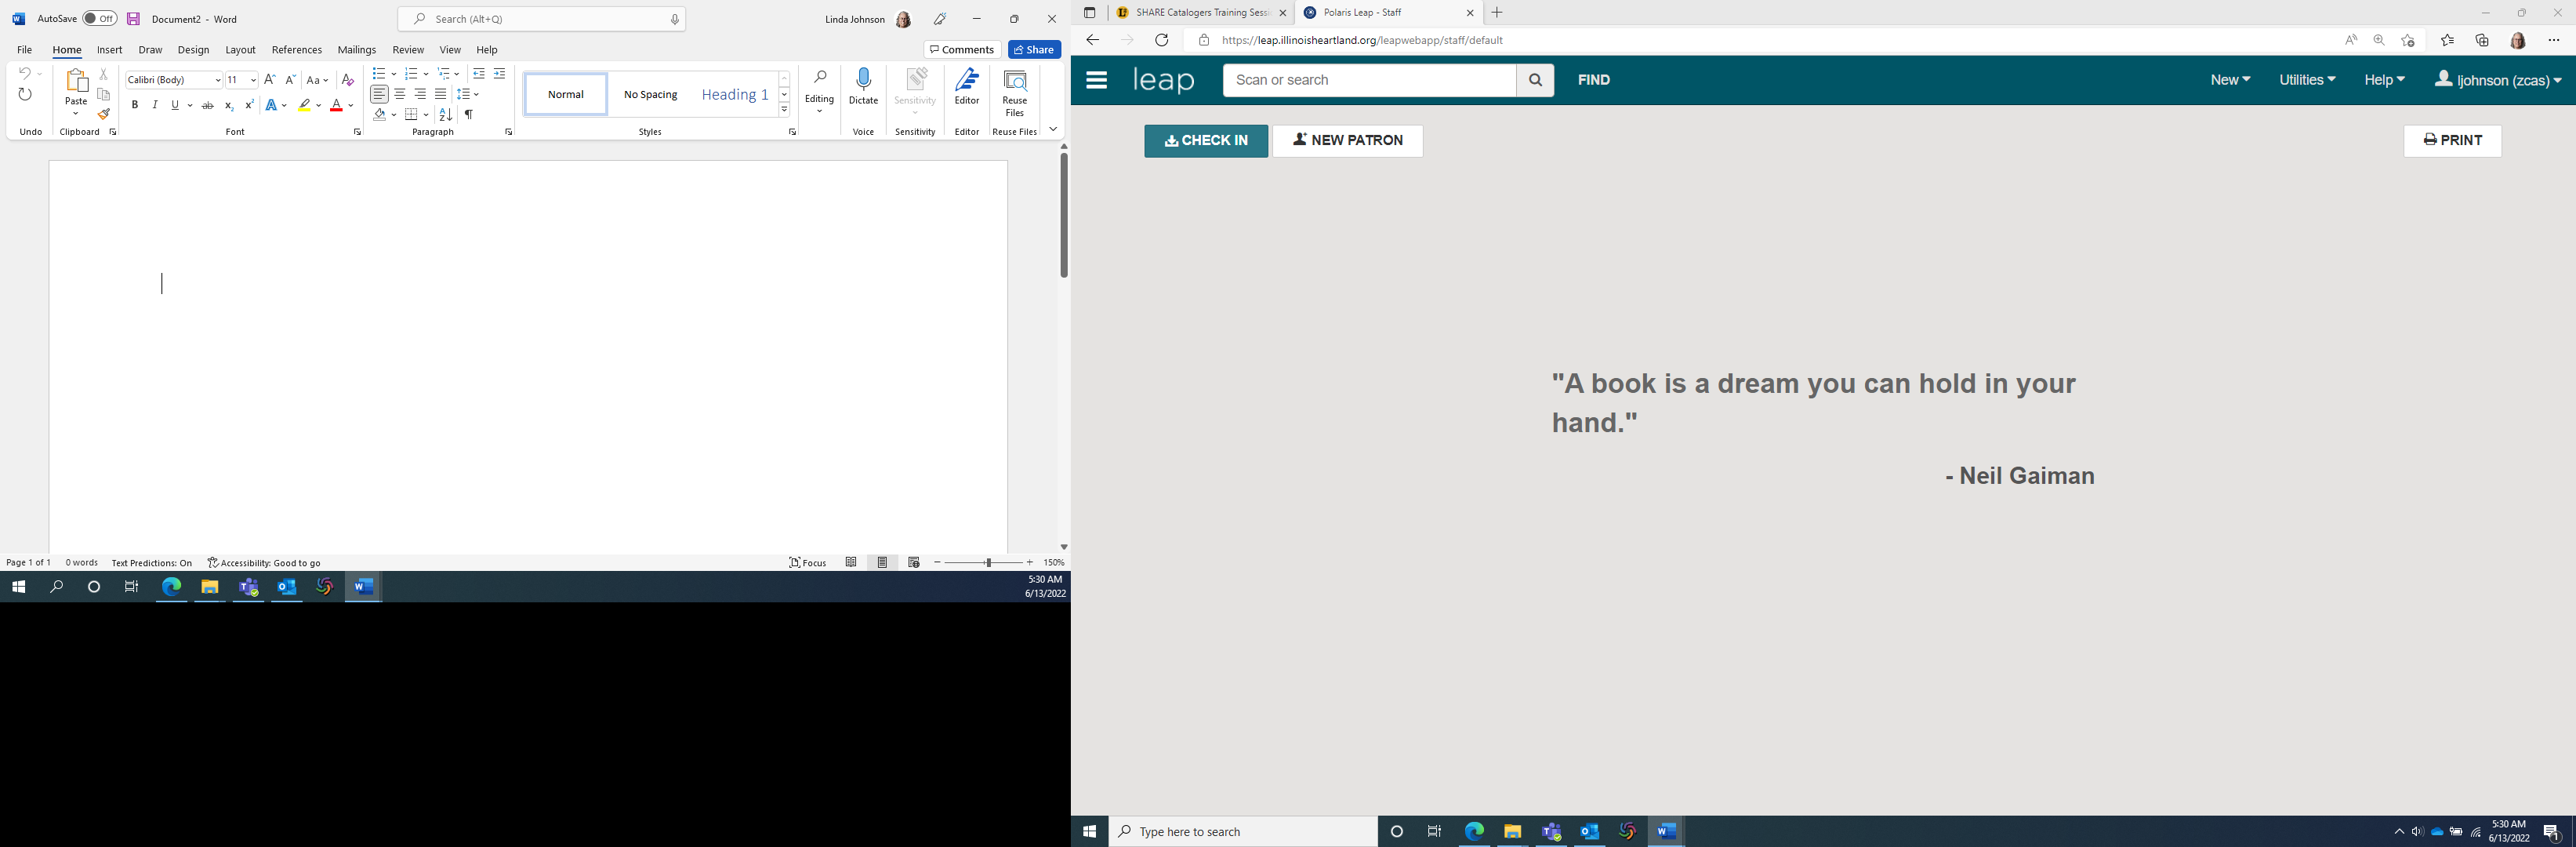 AutoSave Off Document2 - Word Search (Alt+Q) Linda Johnson
File Home Insert Draw Design Layout References Mailings Review View Help Comments Share
Calibri (Body) 11 Aa
Normal No Spacing Heading 1
Paste Editing Dictate Sensitivity Editor Reuse Files
Undo Clipboard Font Paragraph Styles Voice Sensitivity Editor Reuse Files
Page 1 of 1 0 words Text Predictions: On Accessibility: Good to go Focus 150%
5:30 AM
6/13/2022
SHARE Catalogers Training Sessi Polaris Leap - Staff
https://leap.illinoisheartland.org/leapwebapp/staff/default
leap Scan or search FIND New Utilities Help ljohnson (zcas)
CHECK IN NEW PATRON PRINT
"A book is a dream you can hold in your
hand."
- Neil Gaiman
Type here to search
5:30 AM
6/13/2022
1